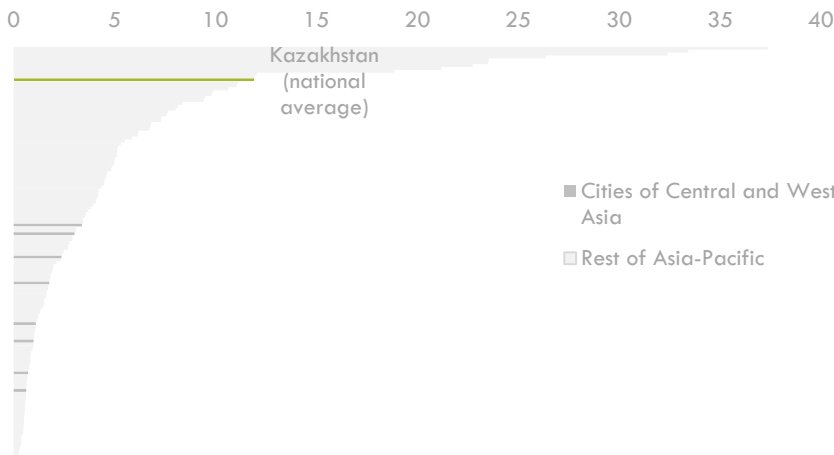 0 5 10 15 20 25 30 35 40
Kazakhstan
(national
average)
Cities of Central and West
Asia
Rest of Asia-Pacific